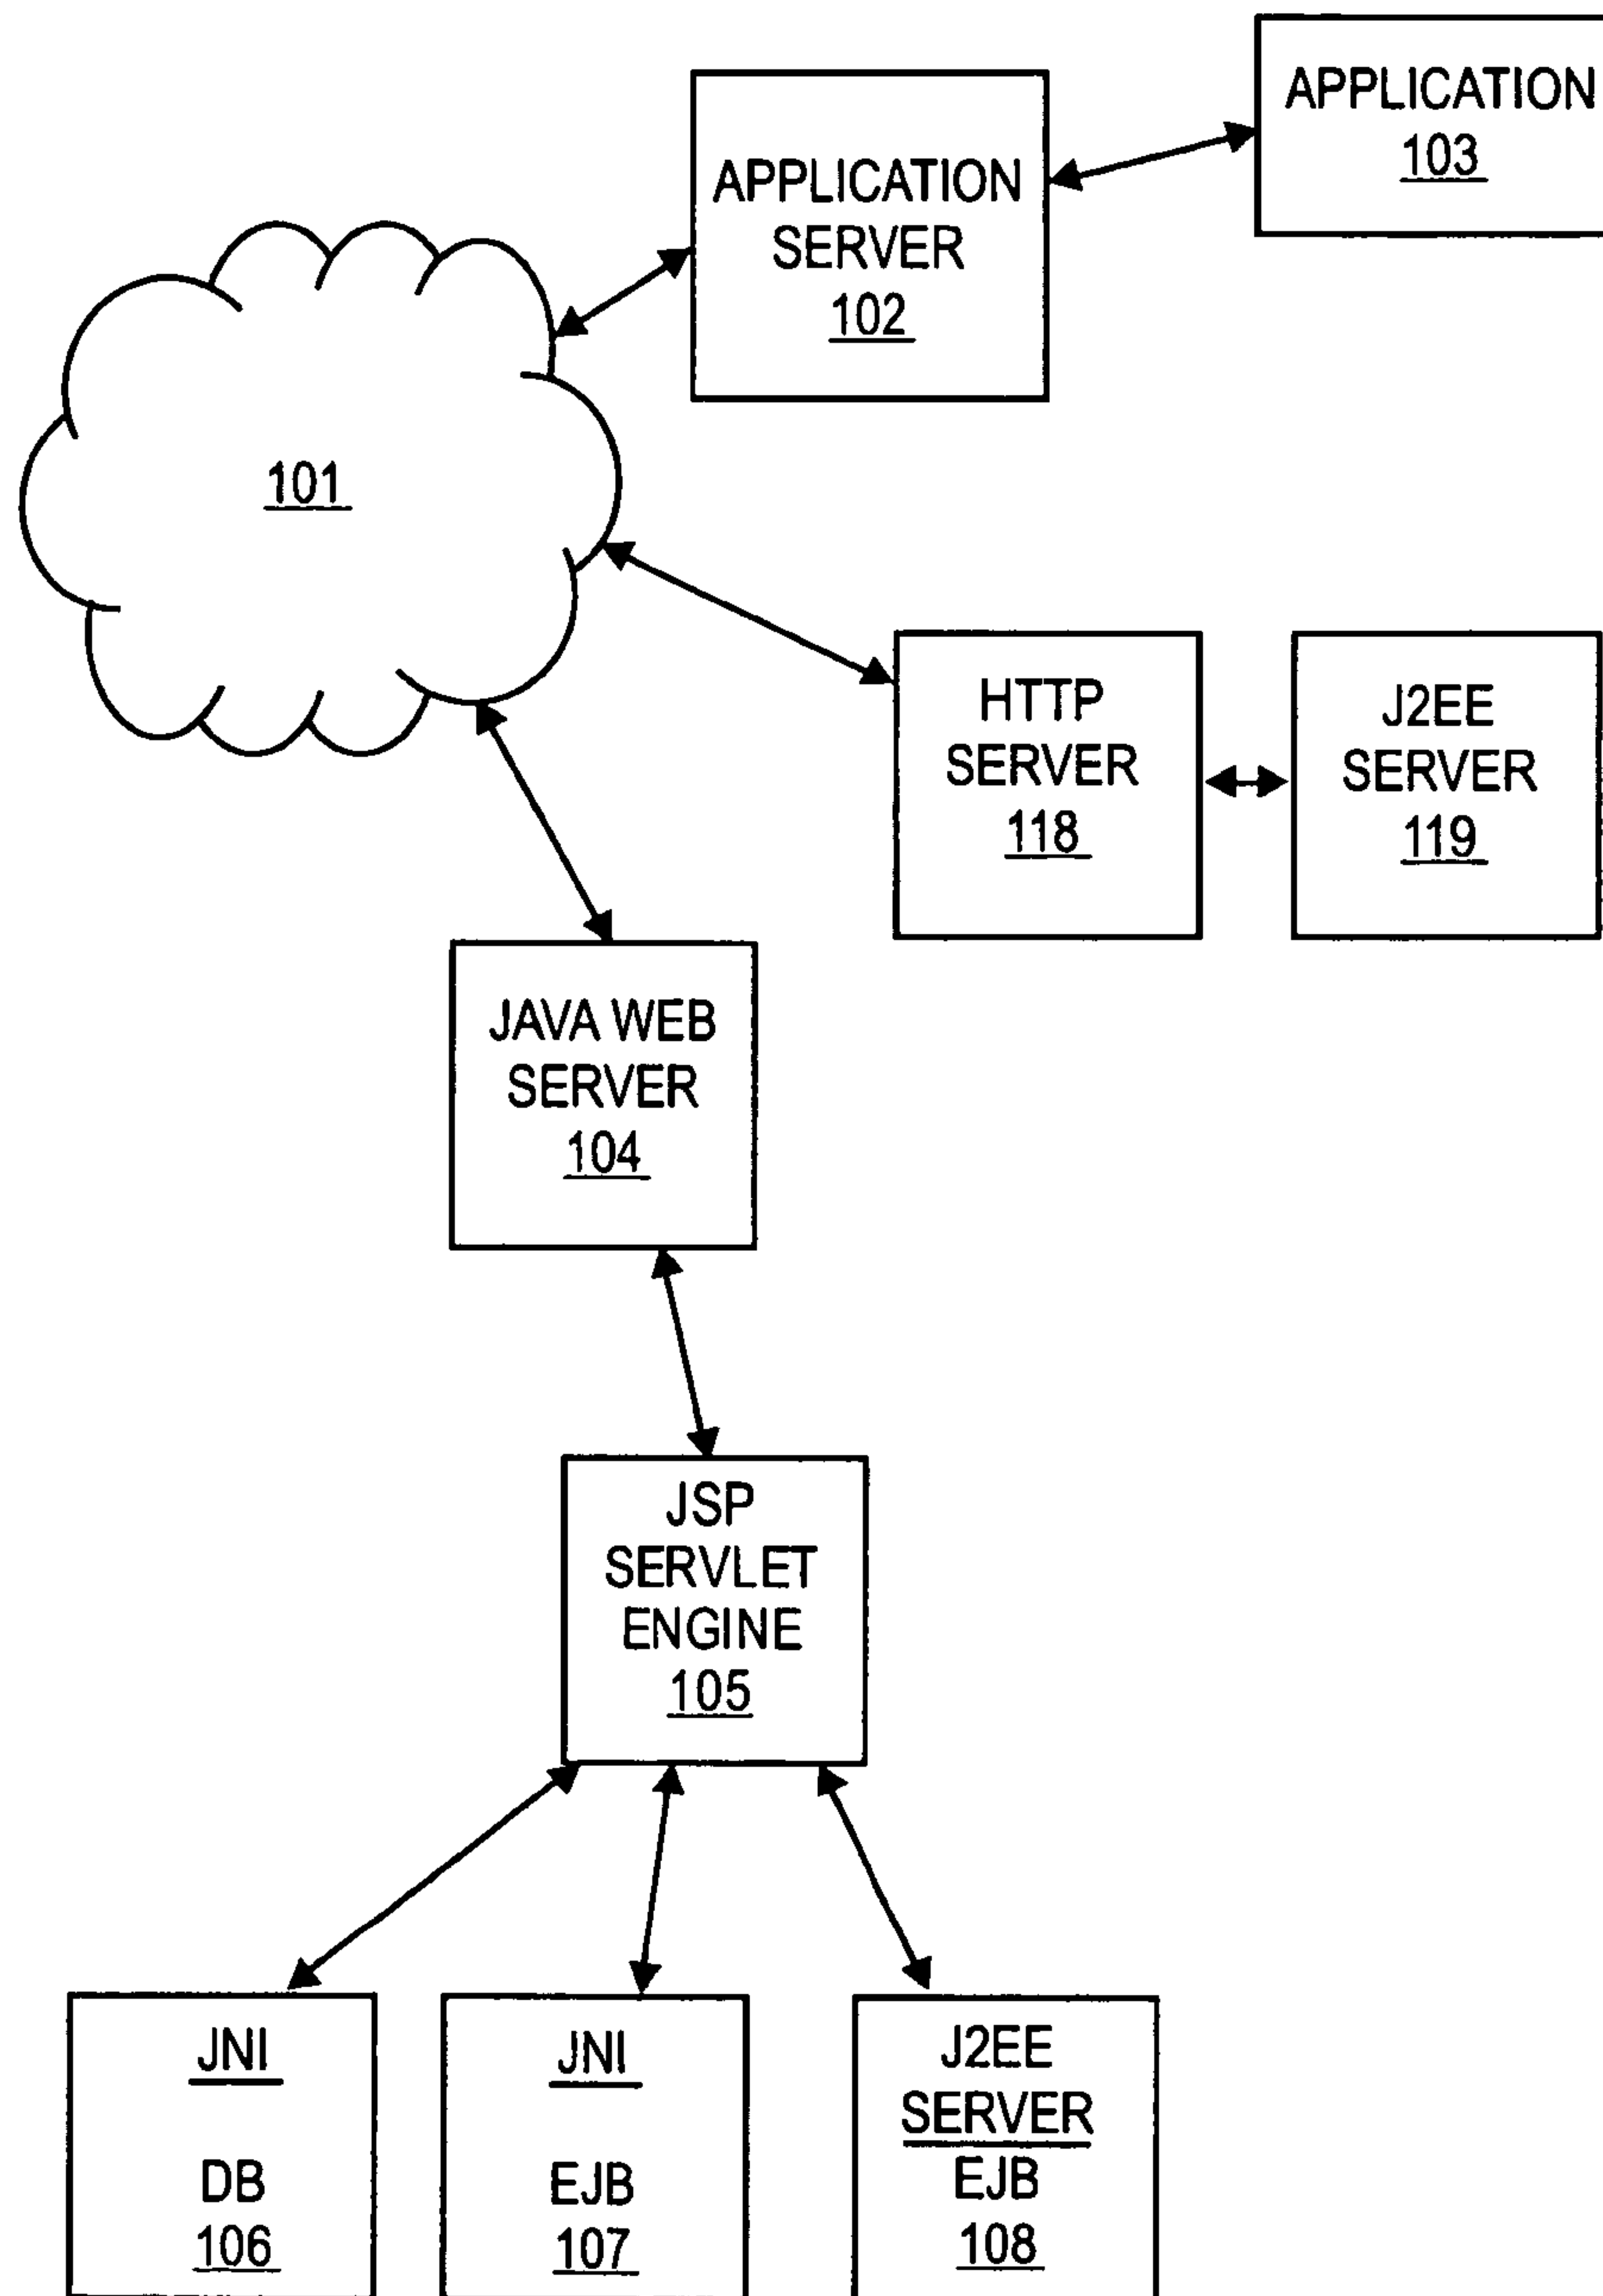 APPLICATION
103
APPLICATION
SERVER
102
101
HTTP
SERVER
118
J2EE
SERVER
119
JAVA WEB
SERVER
104
JSP
SERVLET
ENGINE
105
JNI
DB
106
JNI
EJB
107
J2EE
SERVER
EJB
108